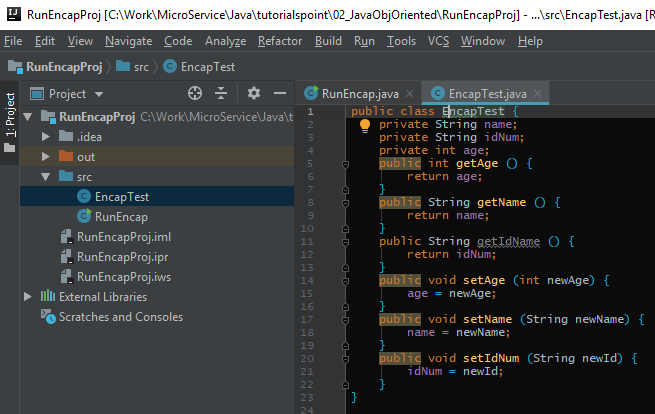 RunEncapProj [C:\Work\MicroService\Java\tutorialspoint\02_JavaObjOriented\RunEncapProj] - ...\src\EncapTest.java [R
File Edit View Navigate Code Analyze Refactor Build Run Tools VCS Window Help
RunEncapProj src EncapTest
1: Project
Project
RunEncapProj C:\Work\MicroService\Java\t
.idea
out
src
EncapTest
RunEncap
RunEncapProj.iml
RunEncapProj.ipr
RunEncapProj.iws
External Libraries
Scratches and Consoles
RunEncap.java EncapTest.java
1 public class EncapTest {
2 private String name;
3 private String idNum;
4 private int age;
5 public int getAge () {
6 return age;
7 }
8 public String getName () {
9 return name;
10 }
11 public String getIdName () {
12 return idNum;
13 }
14 public void setAge (int newAge) {
15 age = newAge;
16 }
17 public void setName (String newName) {
18 name = newName;
19 }
20 public void setIdNum (String newId) {
21 idNum = newId;
22 }
23 }
24